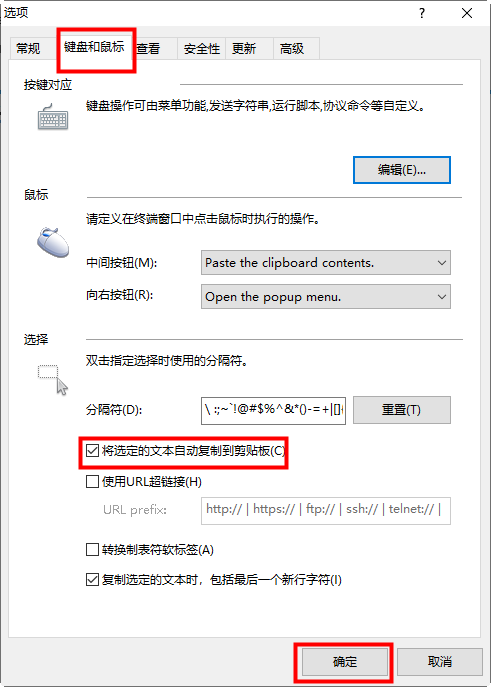 选项
?
常规 键盘和鼠标 查看 安全性 更新 高级
按键对应
键盘操作可由菜单功能,发送字符串,运行脚本,协议命令等自定义。
编辑(E)...
鼠标
请定义在终端窗口中点击鼠标时执行的操作。
中间按钮(M): Paste the clipboard contents.
向右按钮(R): Open the popup menu.
选择
双击指定选择时使用的分隔符。
分隔符(D): \ :;~`!@#$%^&*()-=+|[]{ 重置(T)
将选定的文本自动复制到剪贴板(C)
使用URL超链接(H)
URL prefix: http:// | https:// | ftp:// | ssh:// | telnet:// |
转换制表符软标签(A)
复制选定的文本时，包括最后一个新行字符(I)
确定 取消